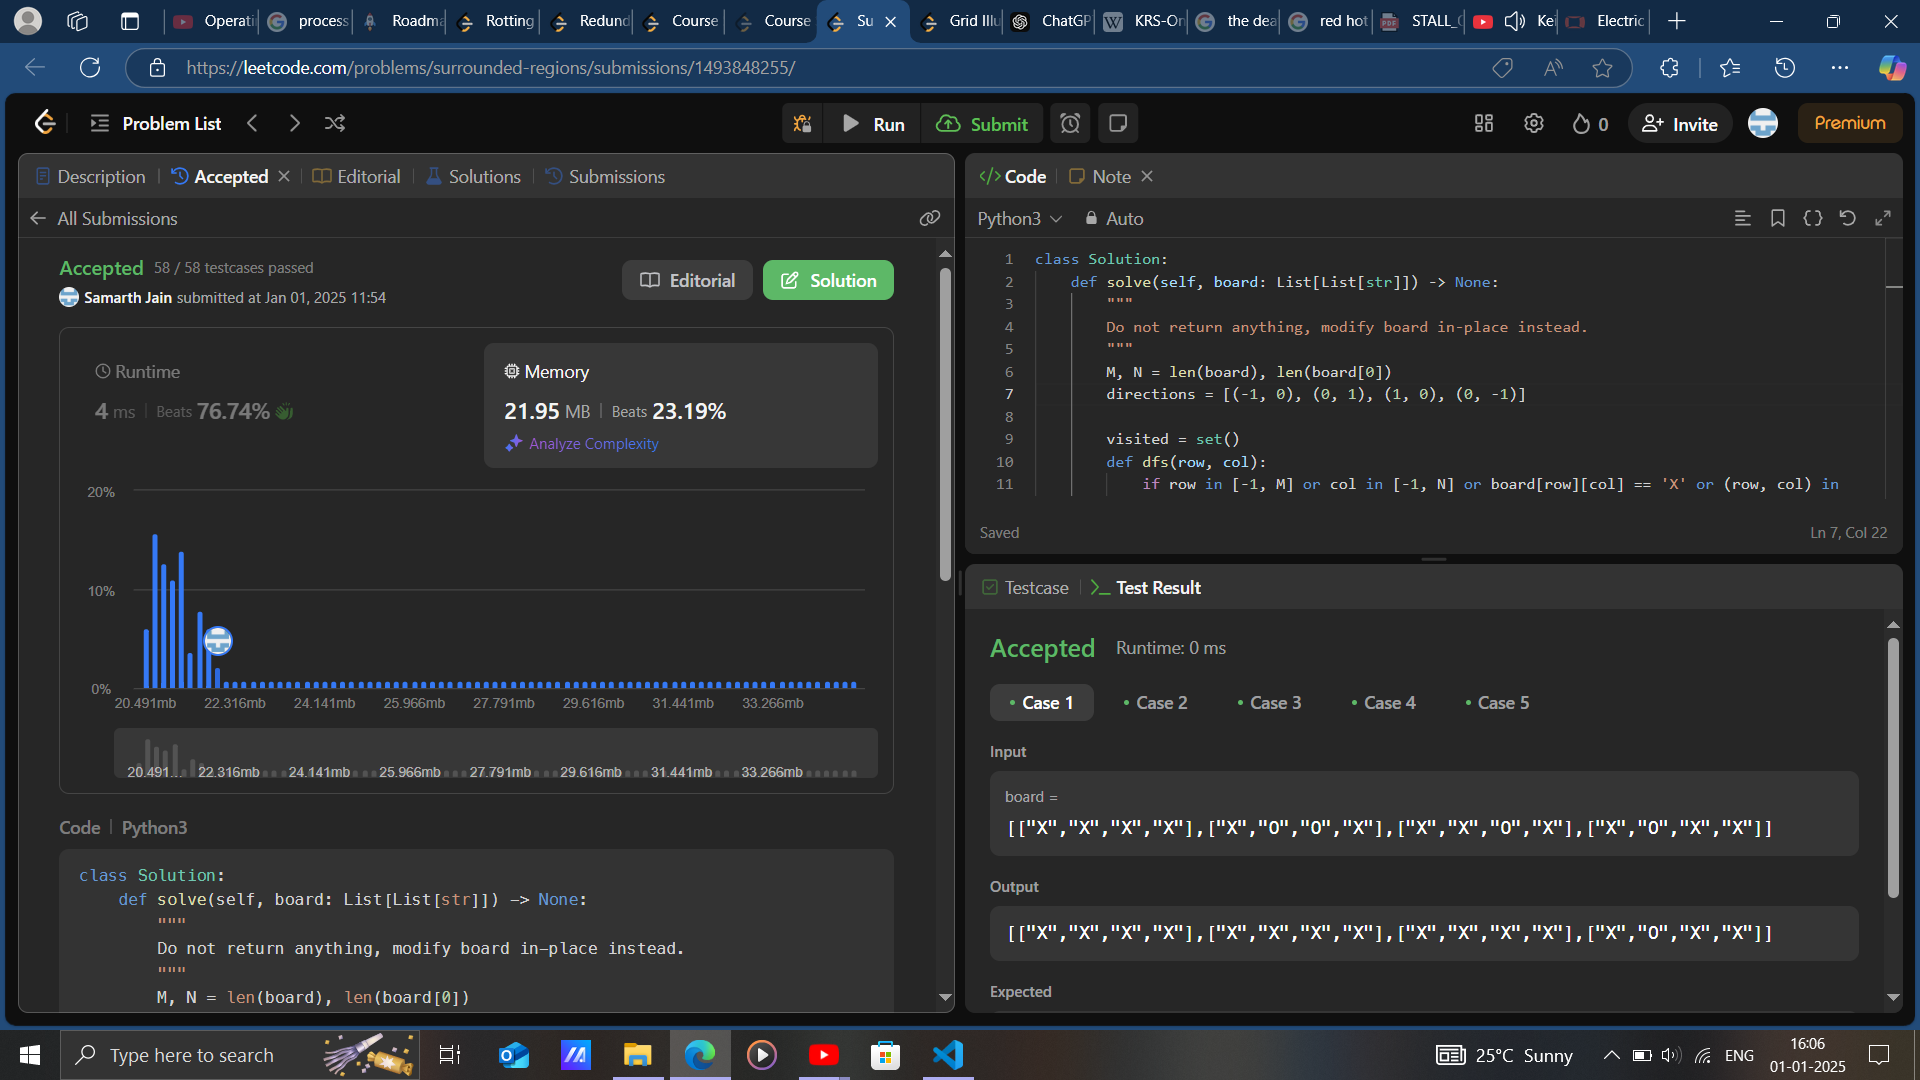 Operati
process
Roadma
Rotting
Redund
Course
Course
Su
Grid Illu
ChatGP
KRS-On
the dea
red hot
STALL_
Kei
Electric
https://leetcode.com/problems/surrounded-regions/submissions/1493848255/
Problem List
Run
Submit
0
Invite
Premium
Description
Accepted
Editorial
Solutions
Submissions
All Submissions
Accepted 58 / 58 testcases passed
Samarth Jain submitted at Jan 01, 2025 11:54
Editorial
Solution
Runtime
4 ms
Beats 76.74%
Memory
21.95 MB
Beats 23.19%
Analyze Complexity
20%
10%
0%
20.491mb 22.316mb 24.141mb 25.966mb 27.791mb 29.616mb 31.441mb 33.266mb
20.491... 22.316mb 24.141mb 25.966mb 27.791mb 29.616mb 31.441mb 33.266mb
Code
Python3
class Solution:
def solve(self, board: List[List[str]]) -> None:
"""
Do not return anything, modify board in-place instead.
"""
M, N = len(board), len(board[0])
Code
Note
Python3
Auto
1 class Solution:
2 def solve(self, board: List[List[str]]) -> None:
3 """
4 Do not return anything, modify board in-place instead.
5 """
6 M, N = len(board), len(board[0])
7 directions = [(-1, 0), (0, 1), (1, 0), (0, -1)]
8
9 visited = set()
10 def dfs(row, col):
11 if row in [-1, M] or col in [-1, N] or board[row][col] == 'X' or (row, col) in
Saved
Ln 7, Col 22
Testcase
Test Result
Accepted
Runtime: 0 ms
Case 1
Case 2
Case 3
Case 4
Case 5
Input
board =
[["X","X","X","X"],["X","O","O","X"],["X","X","O","X"],["X","O","X","X"]]
Output
[["X","X","X","X"],["X","X","X","X"],["X","X","X","X"],["X","O","X","X"]]
Expected
Type here to search
25°C Sunny
ENG
16:06
01-01-2025